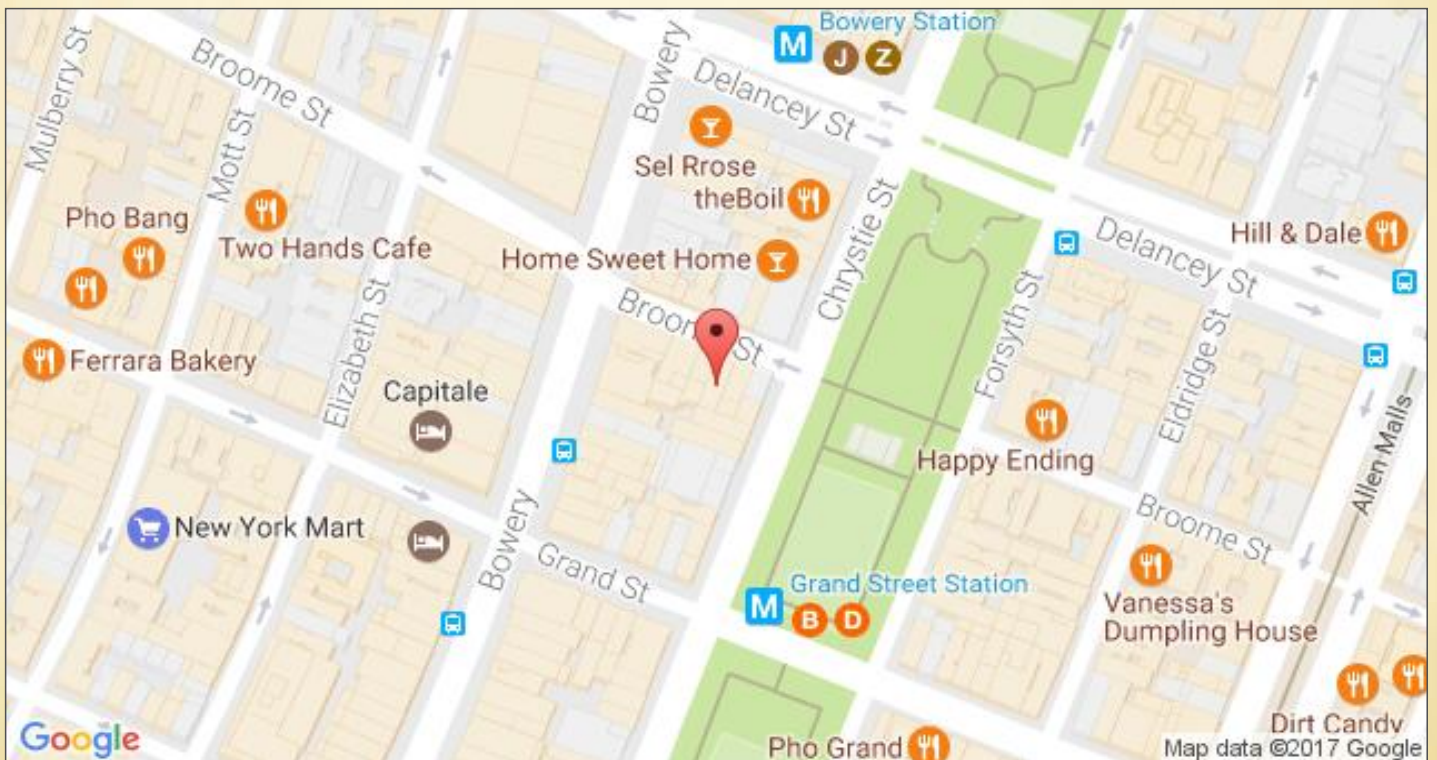 Bowery Station
M
J Z
Mulberry St
Broome St
Bowery
Delancey St
Mott St
Sel Rrose
theBoil
Chrystie St
Pho Bang
Two Hands Cafe
Home Sweet Home
Hill & Dale
Delancey St
Elizabeth St
Broome St
Forsyth St
Eldridge St
Ferrara Bakery
Capitale
Happy Ending
Allen Malls
New York Mart
Bowery
Grand St
Broome St
M
Grand Street Station
B D
Vanessa's
Dumpling House
Dirt Candy
Pho Grand
Google
Map data ©2017 Google